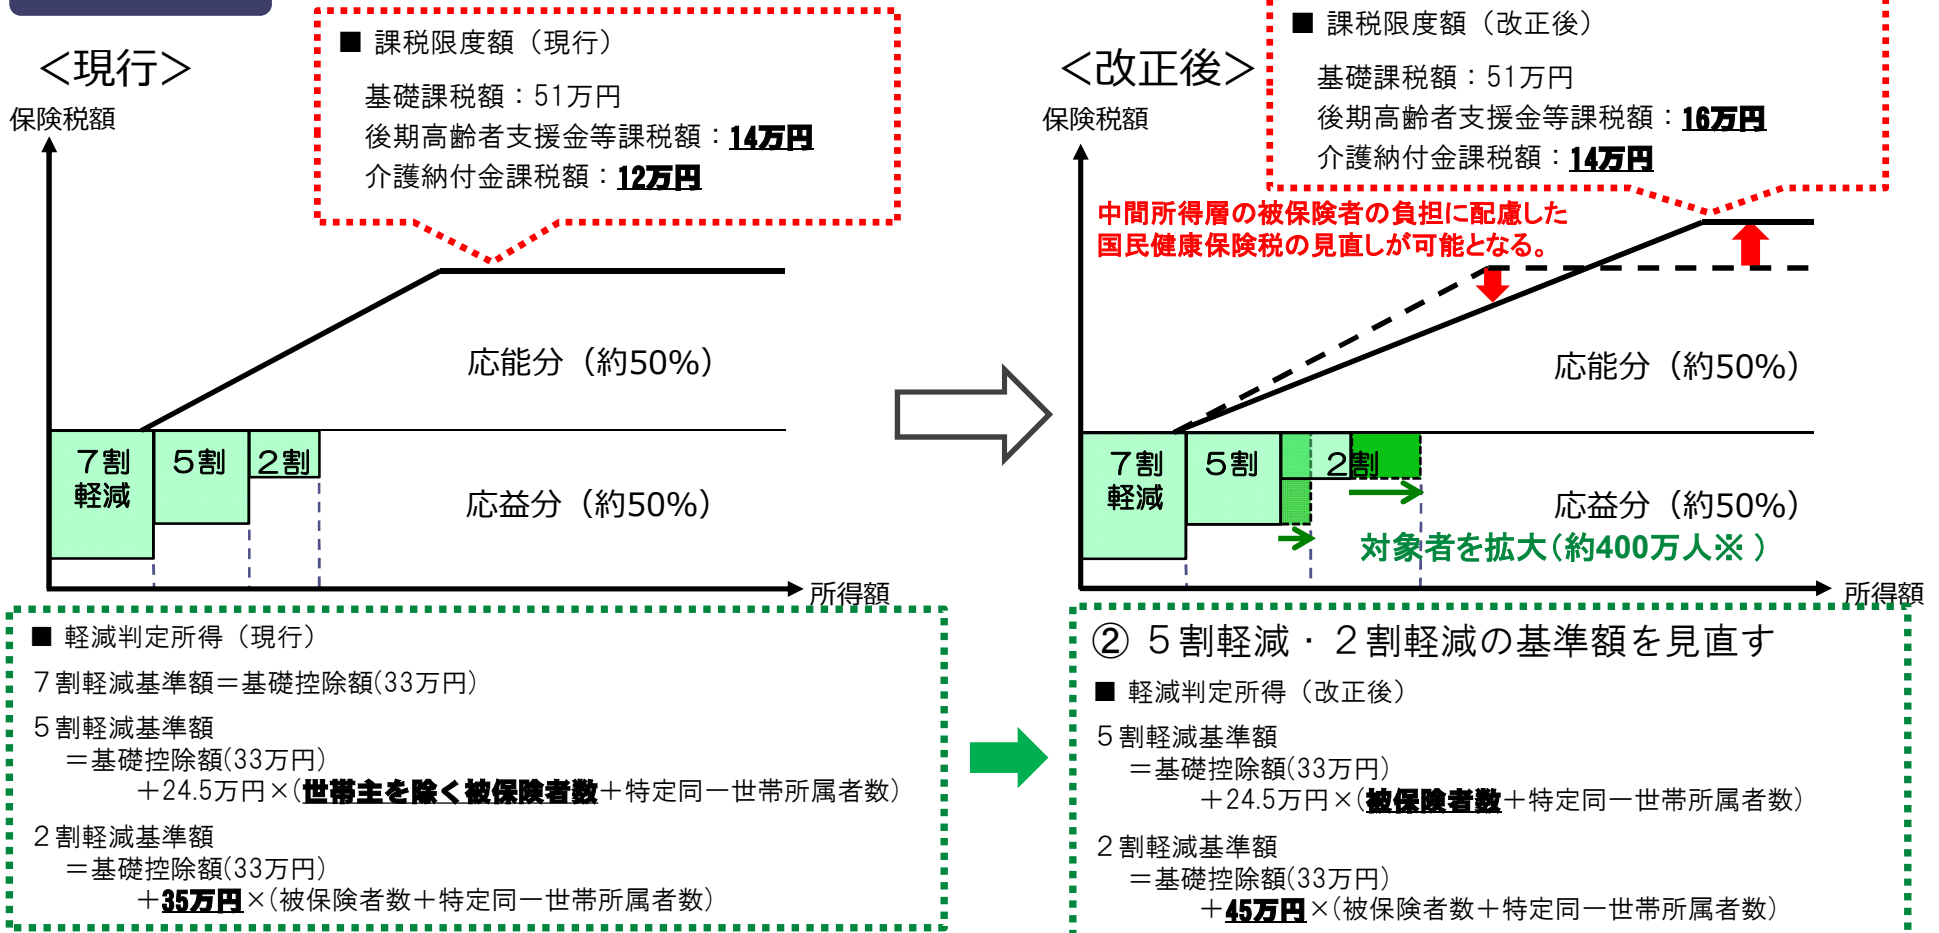 ＜現行＞
■ 課税限度額（現行）
基礎課税額：51万円
後期高齢者支援金等課税額：14万円
介護納付金課税額：12万円
保険税額
応能分（約50%）
７割
軽減
５割
２割
応益分（約50%）
所得額
■ 軽減判定所得（現行）
７割軽減基準額＝基礎控除額(33万円)
５割軽減基準額
＝基礎控除額(33万円)
＋24.5万円×(世帯主を除く被保険者数＋特定同一世帯所属者数)
２割軽減基準額
＝基礎控除額(33万円)
＋35万円×(被保険者数＋特定同一世帯所属者数)
＜改正後＞
■ 課税限度額（改正後）
基礎課税額：51万円
後期高齢者支援金等課税額：16万円
介護納付金課税額：14万円
保険税額
中間所得層の被保険者の負担に配慮した
国民健康保険税の見直しが可能となる。
応能分（約50%）
７割
軽減
５割
２割
応益分（約50%）
対象者を拡大（約400万人※ ）
所得額
② ５割軽減・２割軽減の基準額を見直す
■ 軽減判定所得（改正後）
５割軽減基準額
＝基礎控除額(33万円)
＋24.5万円×(被保険者数＋特定同一世帯所属者数)
２割軽減基準額
＝基礎控除額(33万円)
＋45万円×(被保険者数＋特定同一世帯所属者数)